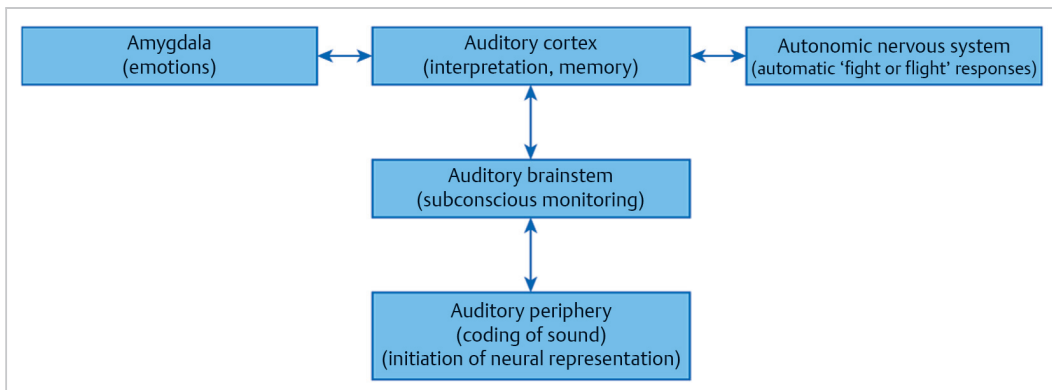 Amygdala
(emotions)
Auditory cortex
(interpretation, memory)
Autonomic nervous system
(automatic ‘fight or flight’ responses)
Auditory brainstem
(subconscious monitoring)
Auditory periphery
(coding of sound)
(initiation of neural representation)